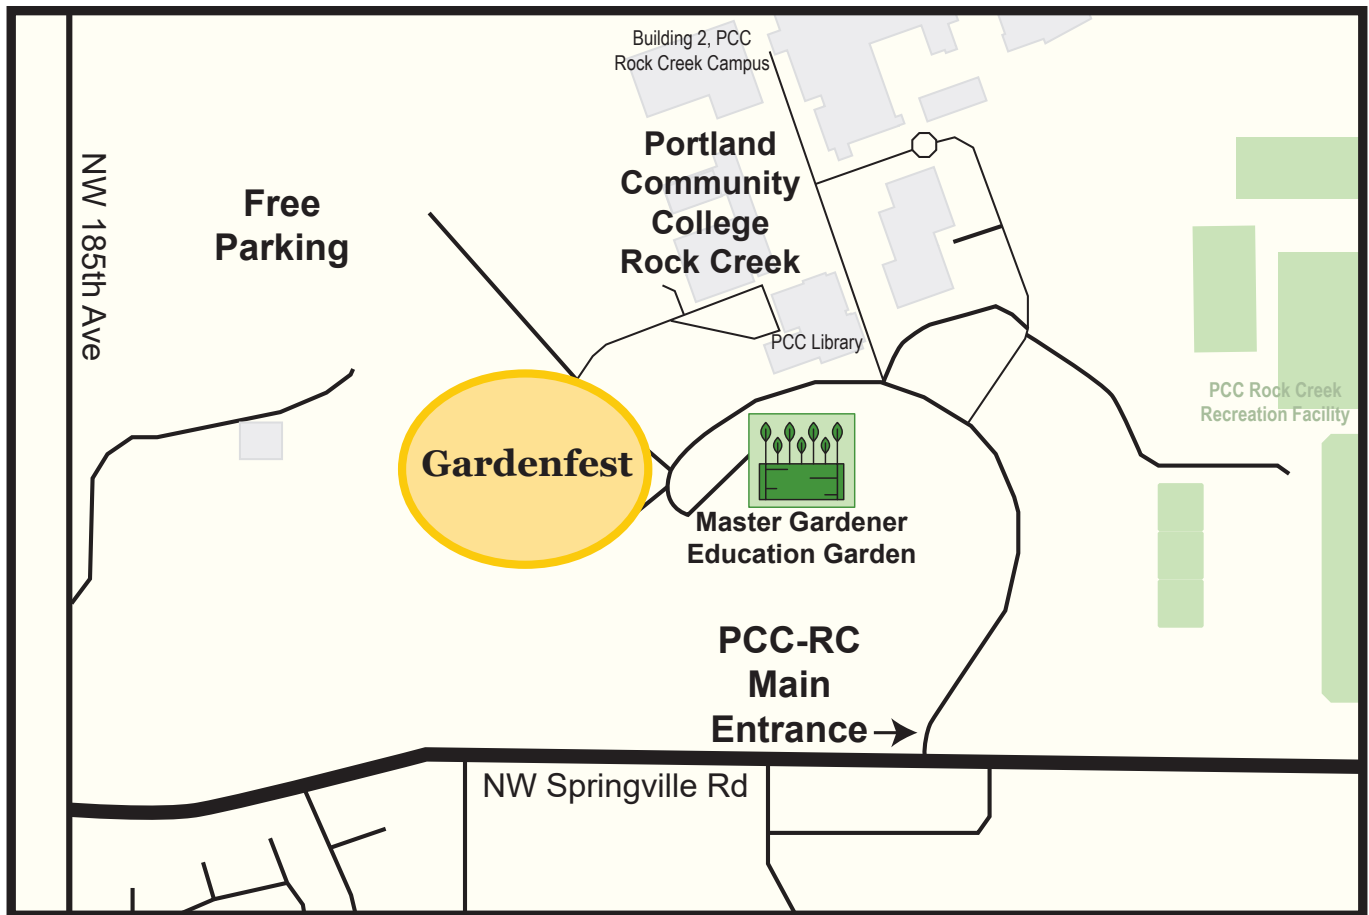 Building 2, PCC
Rock Creek Campus
Portland
Community
College
Rock Creek
NW 185th Ave
Free
Parking
PCC Library
PCC Rock Creek
Recreation Facility
Gardenfest
Master Gardener
Education Garden
PCC-RC
Main
Entrance
NW Springville Rd